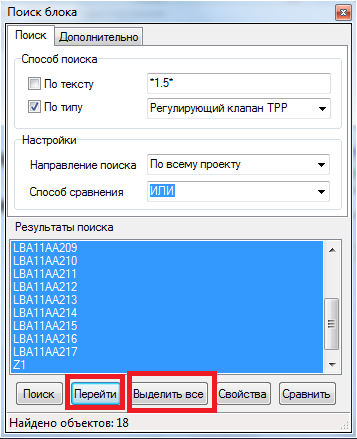 Поиск блока
Поиск Дополнительно
Способ поиска
По тексту *1.5*
По типу Регулирующий клапан TPP
Настройки
Направление поиска По всему проекту
Способ сравнения ИЛИ
Результаты поиска
LBA11AA209
LBA11AA210
LBA11AA211
LBA11AA212
LBA11AA213
LBA11AA214
LBA11AA215
LBA11AA216
LBA11AA217
Z1
Поиск Перейти Выделить все Свойства Сравнить
Найдено объектов: 18